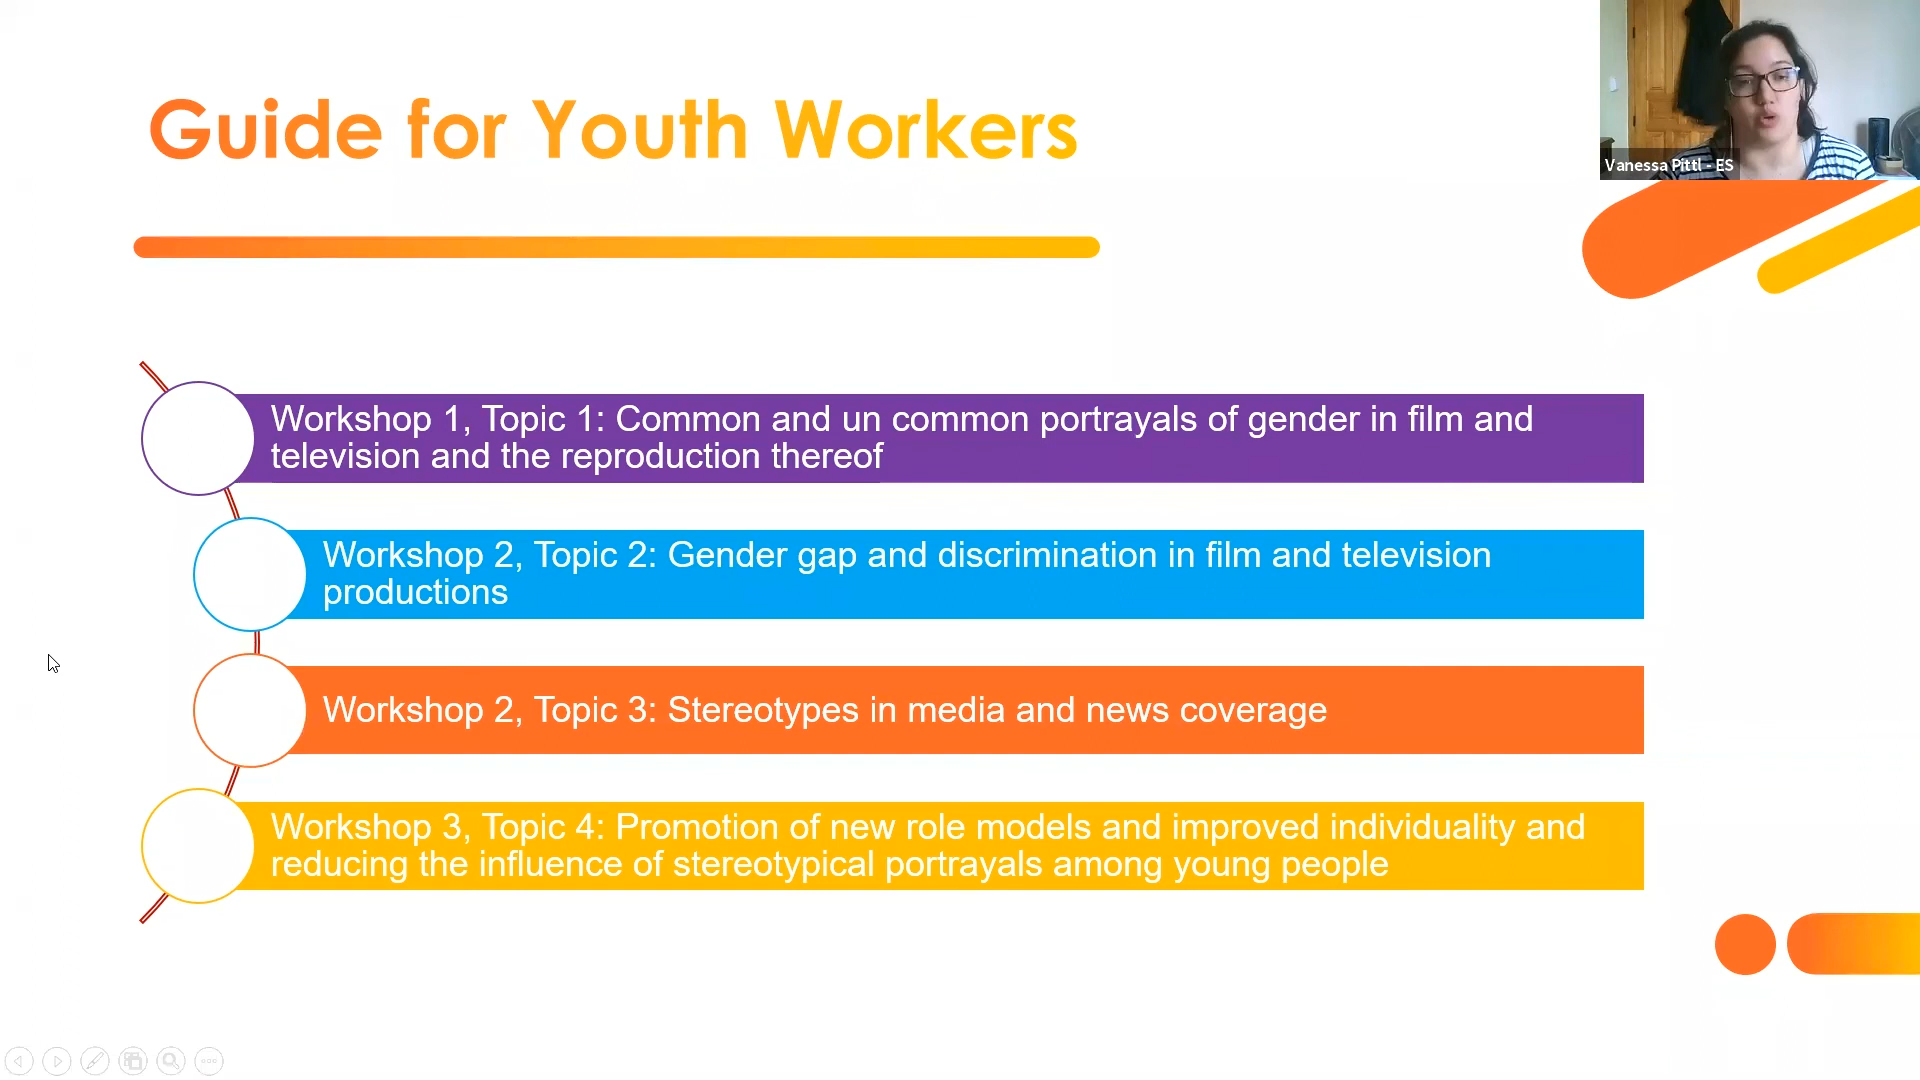 Guide for Youth Workers
Vanessa Pittl - ES
Workshop 1, Topic 1: Common and un common portrayals of gender in film and
television and the reproduction thereof
Workshop 2, Topic 2: Gender gap and discrimination in film and television
productions
Workshop 2, Topic 3: Stereotypes in media and news coverage
Workshop 3, Topic 4: Promotion of new role models and improved individuality and
reducing the influence of stereotypical portrayals among young people